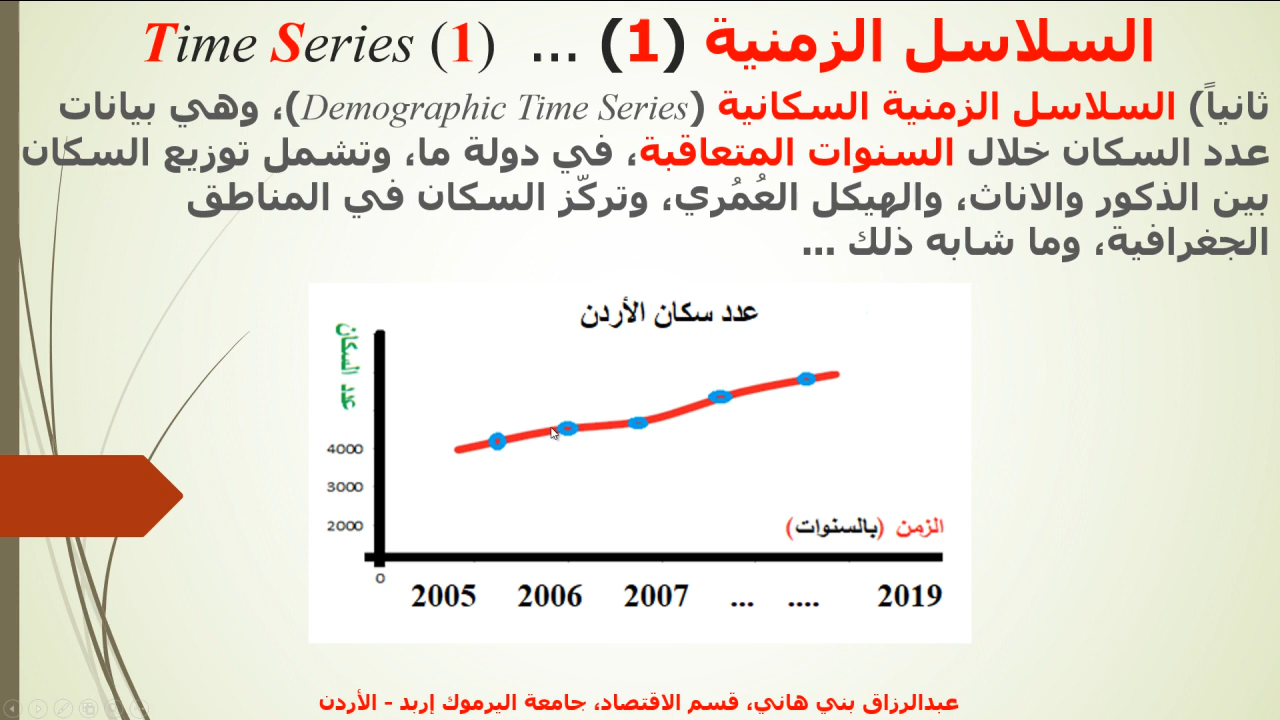 السلاسل الزمنية (1) ... Time Series (1)
ثانياً) السلاسل الزمنية السكانية (Demographic Time Series)، وهي بيانات
عدد السكان خلال السنوات المتعاقبة، في دولة ما، وتشمل توزيع السكان
بين الذكور والاناث، والهيكل العُمُري، وتركّز السكان في المناطق
الجغرافية، وما شابه ذلك ...
عدد سكان الأردن
عدد السكان
4000
3000
2000
الزمن (بالسنوات)
0
2005 2006 2007 ... .... 2019
عبدالرزاق بني هاني، قسم الاقتصاد، جامعة اليرموك إربد - الأردن